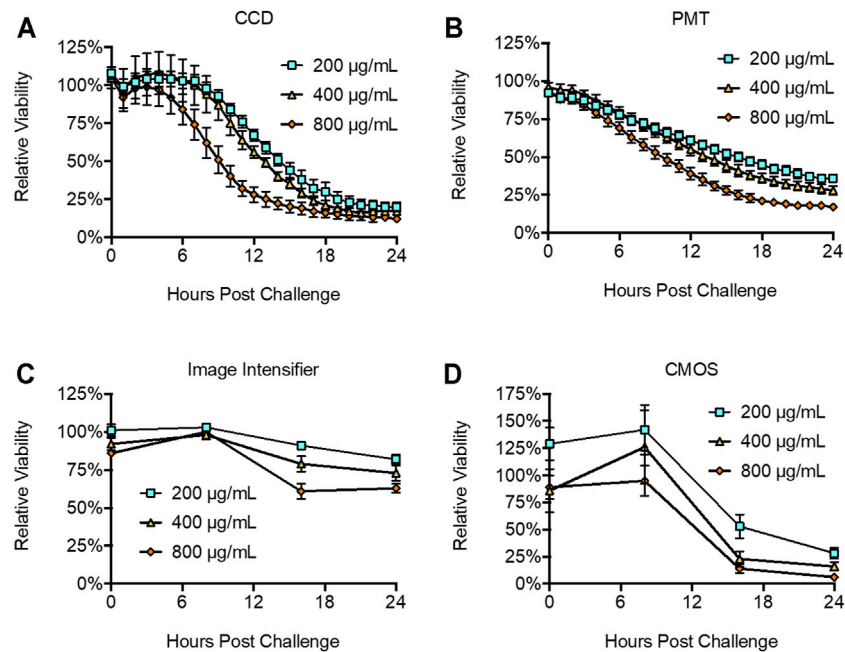 A
CCD
125%
100%
75%
50%
25%
0%
Relative Viability
200 µg/mL
400 µg/mL
800 µg/mL
0 6 12 18 24
Hours Post Challenge
B
PMT
125%
100%
75%
50%
25%
0%
Relative Viability
200 µg/mL
400 µg/mL
800 µg/mL
0 6 12 18 24
Hours Post Challenge
C
Image Intensifier
125%
100%
75%
50%
25%
0%
Relative Viability
200 µg/mL
400 µg/mL
800 µg/mL
0 6 12 18 24
Hours Post Challenge
D
CMOS
175%
150%
125%
100%
75%
50%
25%
0%
Relative Viability
200 µg/mL
400 µg/mL
800 µg/mL
0 6 12 18 24
Hours Post Challenge